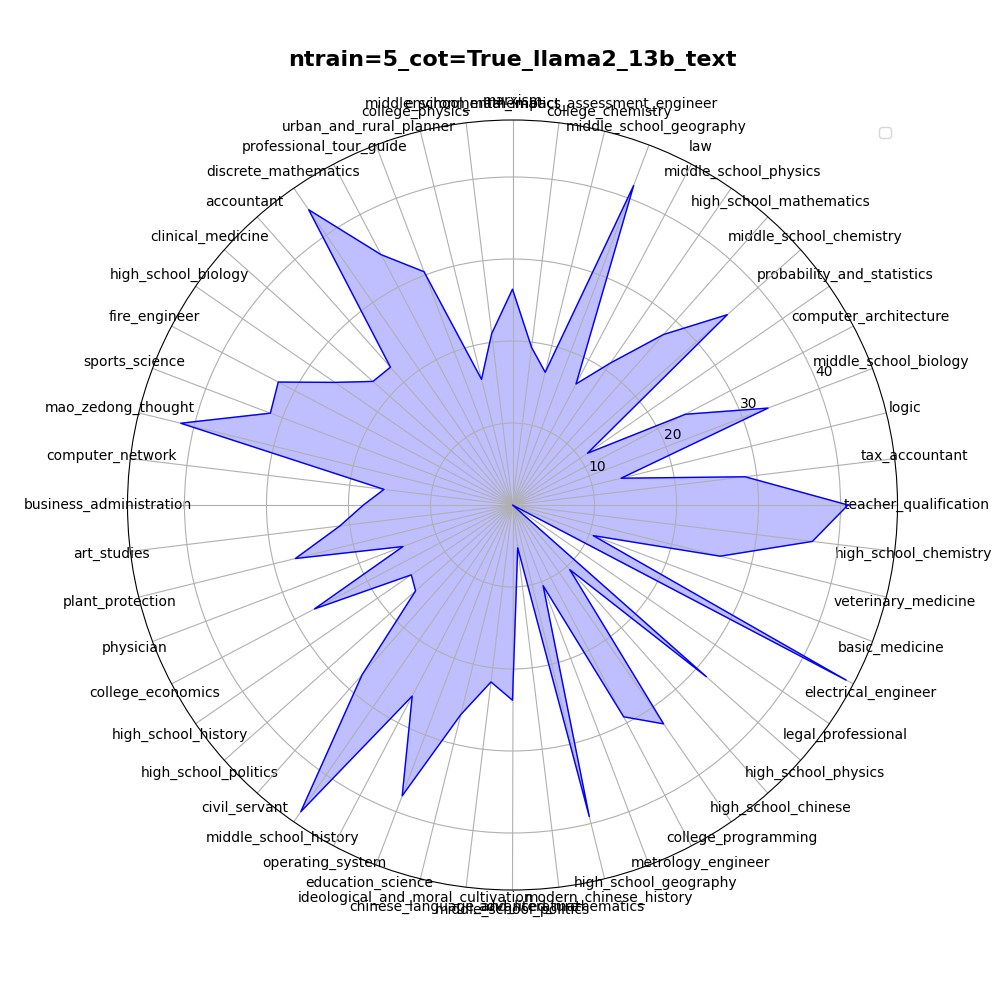 ntrain=5_cot=True_llama2_13b_text
marxism
middle_school_mathematics
environmental_impact_assessment_engineer
college_physics
college_chemistry
urban_and_rural_planner
middle_school_geography
professional_tour_guide
law
discrete_mathematics
middle_school_physics
accountant
high_school_mathematics
clinical_medicine
middle_school_chemistry
high_school_biology
probability_and_statistics
fire_engineer
computer_architecture
sports_science
middle_school_biology
40
mao_zedong_thought
30
logic
20
computer_network
tax_accountant
10
business_administration
teacher_qualification
art_studies
high_school_chemistry
plant_protection
veterinary_medicine
physician
basic_medicine
college_economics
electrical_engineer
high_school_history
legal_professional
high_school_politics
high_school_physics
civil_servant
high_school_chinese
middle_school_history
college_programming
operating_system
metrology_engineer
education_science
high_school_geography
ideological_and_moral_cultivation
modern_chinese_history
chinese_language_and_literature
advanced_mathematics
middle_school_politics